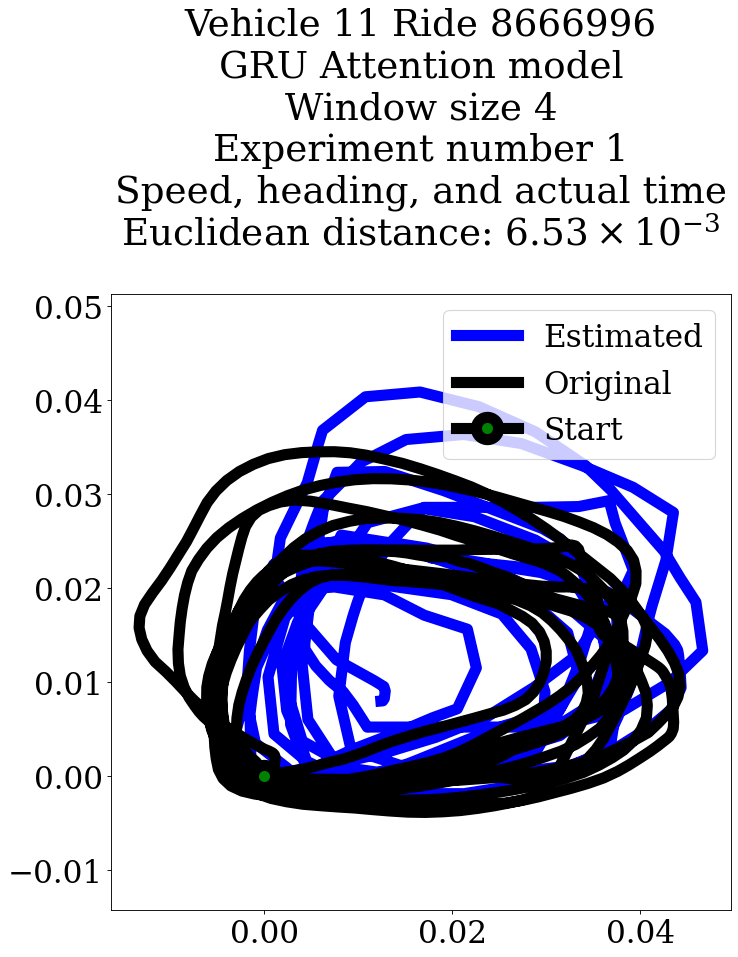 Vehicle 11 Ride 8666996
GRU Attention model
Window size 4
Experiment number 1
Speed, heading, and actual time
Euclidean distance: 6.53 × 10⁻³
Estimated
Original
Start
0.05
0.04
0.03
0.02
0.01
0.00
−0.01
0.00 0.02 0.04